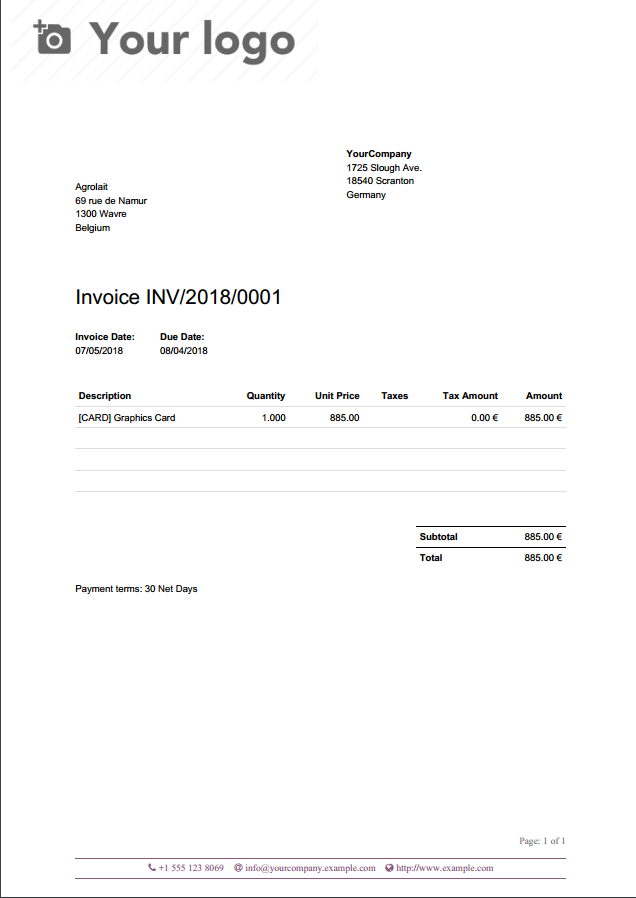 Your logo
YourCompany
1725 Slough Ave.
18540 Scranton
Germany
Agrolait
69 rue de Namur
1300 Wavre
Belgium
Invoice INV/2018/0001
Invoice Date: Due Date:
07/05/2018 08/04/2018
Description Quantity Unit Price Taxes Tax Amount Amount
[CARD] Graphics Card 1.000 885.00 0.00 € 885.00 €
Subtotal 885.00 €
Total 885.00 €
Payment terms: 30 Net Days
Page: 1 of 1
+1 555 123 8069 info@yourcompany.example.com http://www.example.com